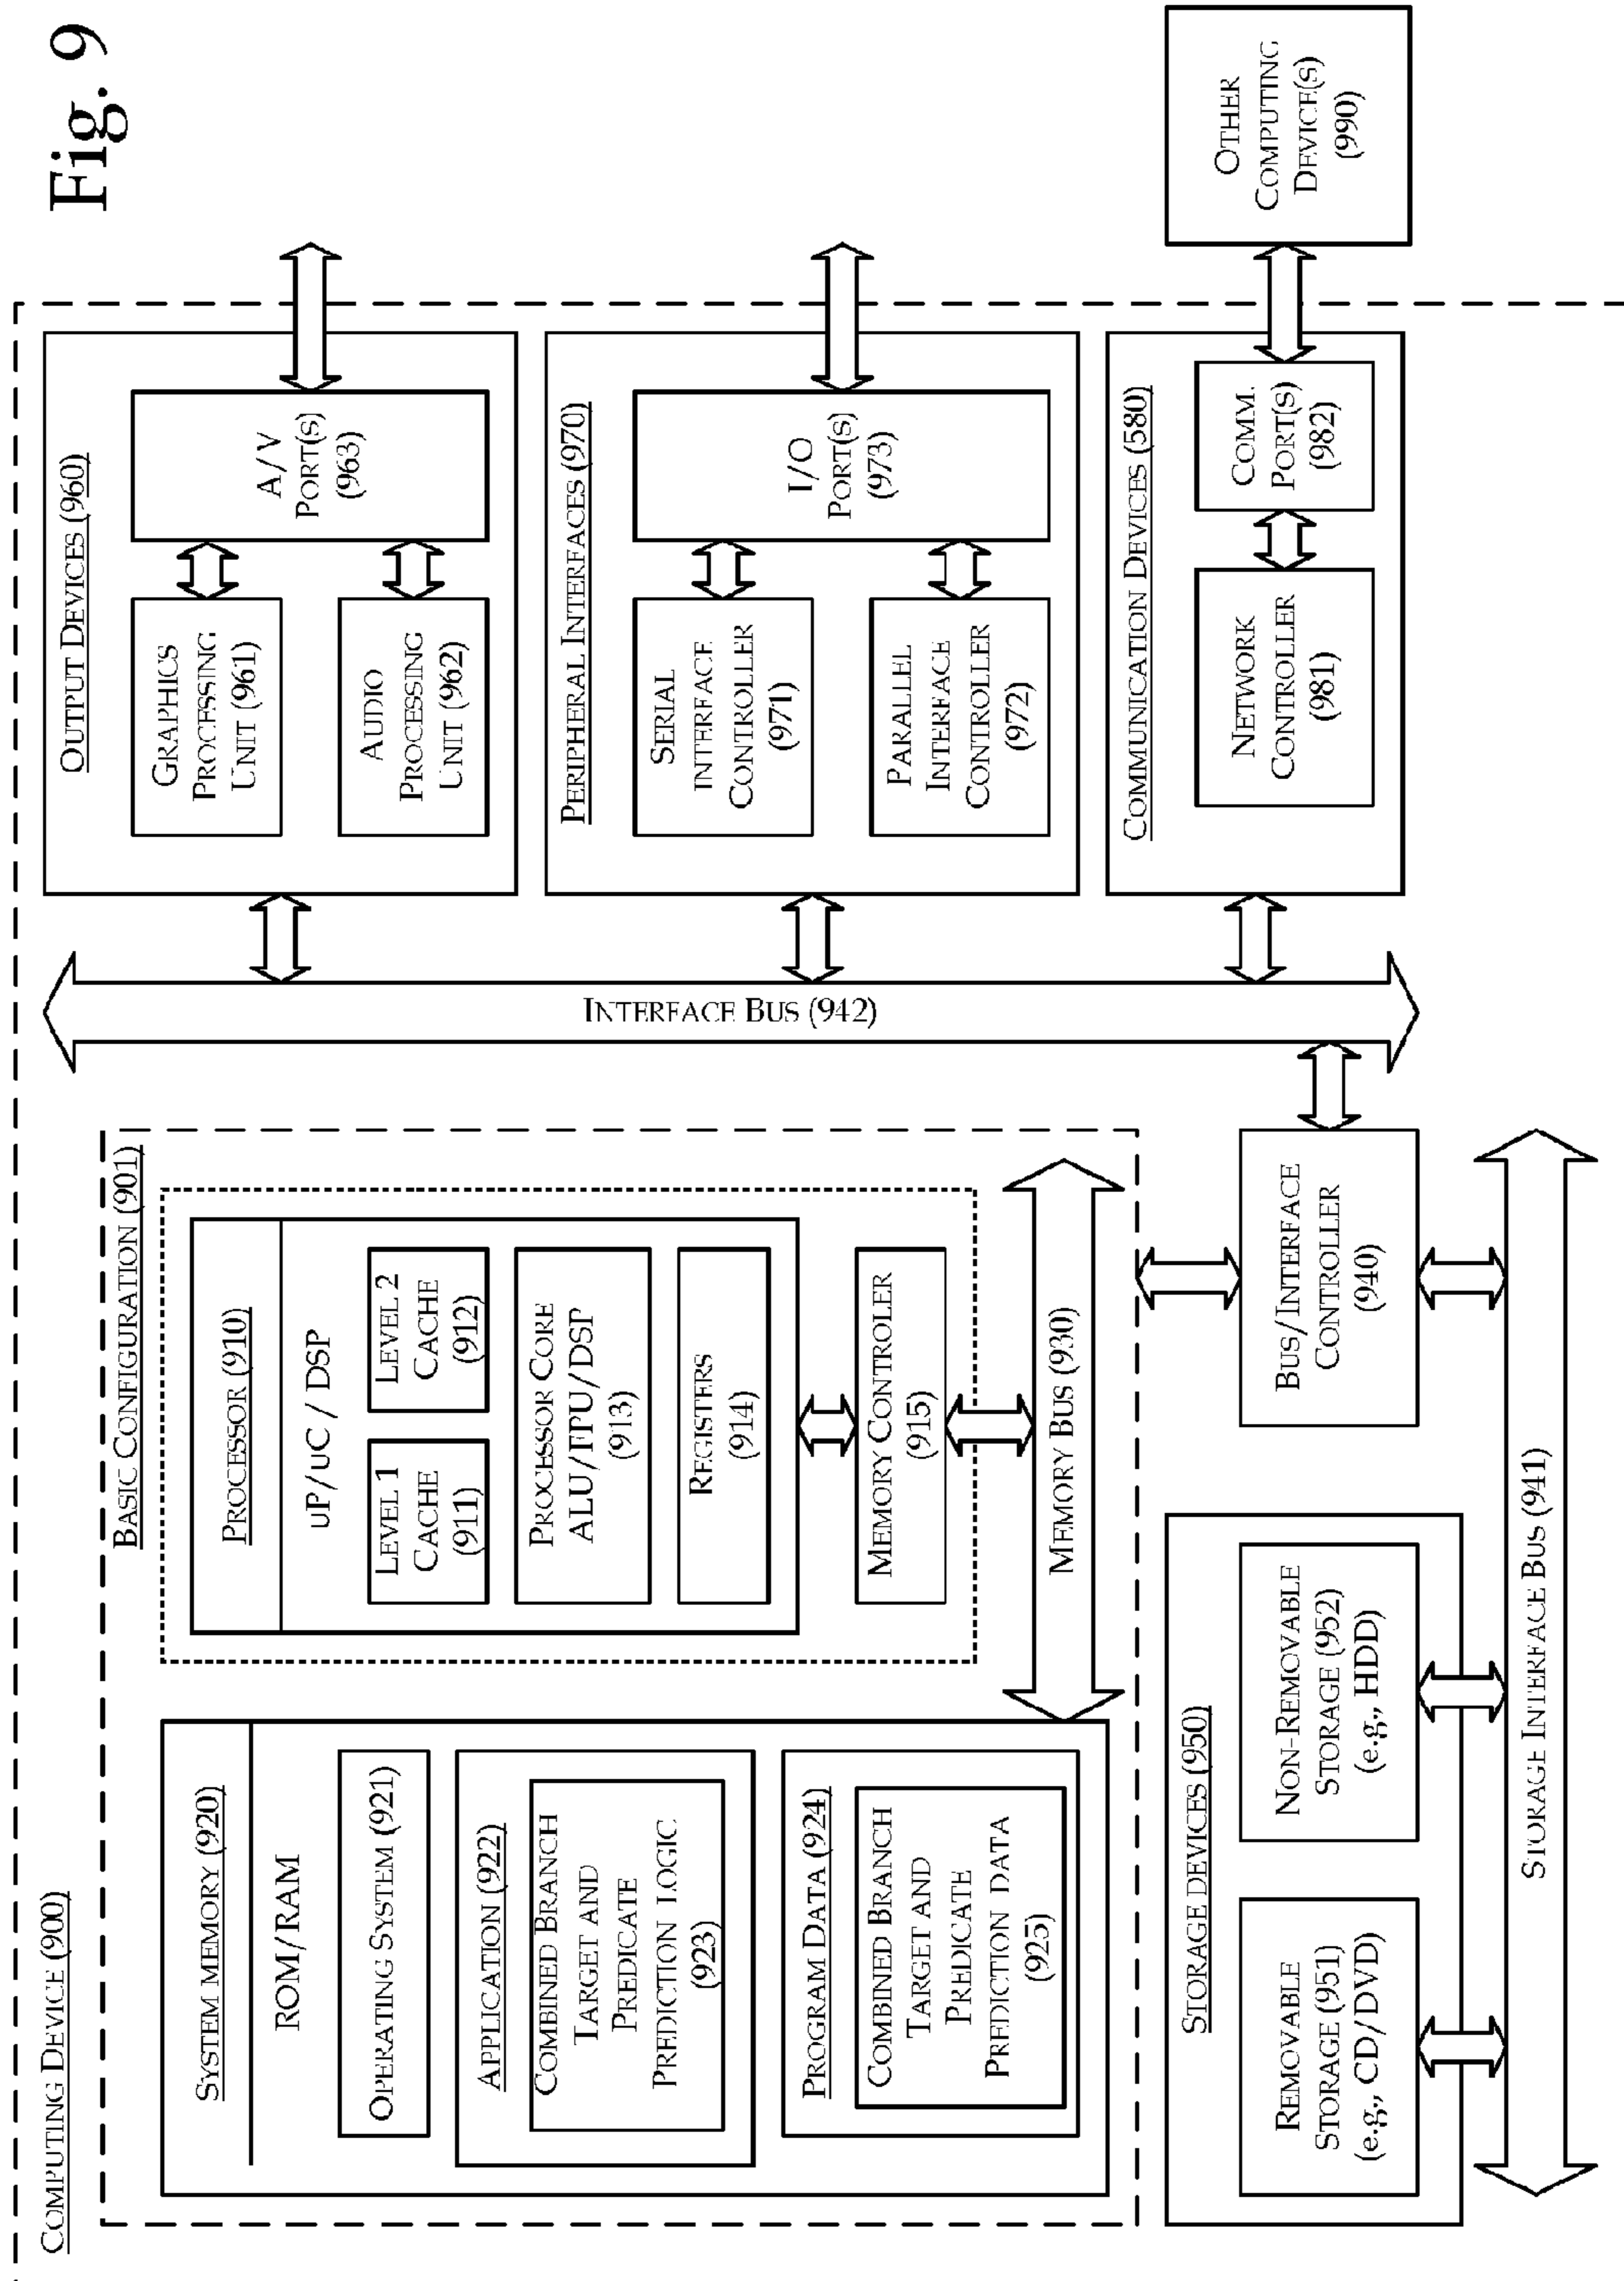 Fig. 9
COMPUTING DEVICE (900)
BASIC CONFIGURATION (901)
SYSTEM MEMORY (920)
ROM/RAM
OPERATING SYSTEM (921)
APPLICATION (922)
COMBINED BRANCH
TARGET AND
PREDICATE
PREDICTION LOGIC
(923)
PROGRAM DATA (924)
COMBINED BRANCH
TARGET AND
PREDICATE
PREDICTION DATA
(925)
PROCESSOR (910)
uP/uC / DSP
LEVEL 1
CACHE
(911)
LEVEL 2
CACHE
(912)
PROCESSOR CORE
ALU/FPU/DSP
(913)
REGISTERS
(914)
MEMORY CONTROLER
(915)
MEMORY BUS (930)
BUS/INTERFACE
CONTROLLER
(940)
STORAGE DEVICES (950)
REMOVABLE
STORAGE (951)
(e.g., CD/DVD)
NON-REMOVABLE
STORAGE (952)
(e.g., HDD)
STORAGE INTERFACE BUS (941)
INTERFACE BUS (942)
OUTPUT DEVICES (960)
GRAPHICS
PROCESSING
UNIT (961)
AUDIO
PROCESSING
UNIT (962)
A/V
PORT(S)
(963)
PERIPHERAL INTERFACES (970)
SERIAL
INTERFACE
CONTROLLER
(971)
PARALLEL
INTERFACE
CONTROLLER
(972)
I/O
PORT(S)
(973)
COMMUNICATION DEVICES (580)
NETWORK
CONTROLLER
(981)
COMM.
PORT(S)
(982)
OTHER
COMPUTING
DEVICE(S)
(990)